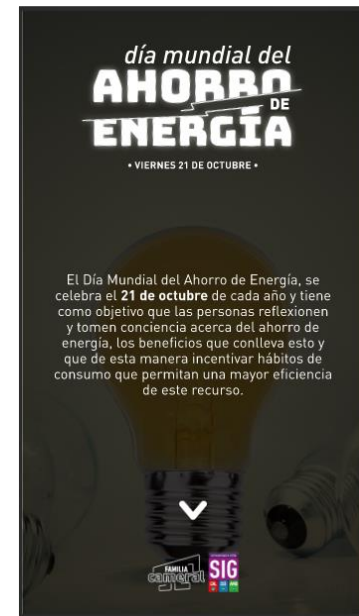 día mundial del
AHORRO
DE
ENERGÍA
• VIERNES 21 DE OCTUBRE •
El Día Mundial del Ahorro de Energía, se
celebra el 21 de octubre de cada año y tiene
como objetivo que las personas reflexionen
y tomen conciencia acerca del ahorro de
energía, los beneficios que conlleva esto y
que de esta manera incentivar hábitos de
consumo que permitan una mayor eficiencia
de este recurso.
FAMILIA
cameral
SIG